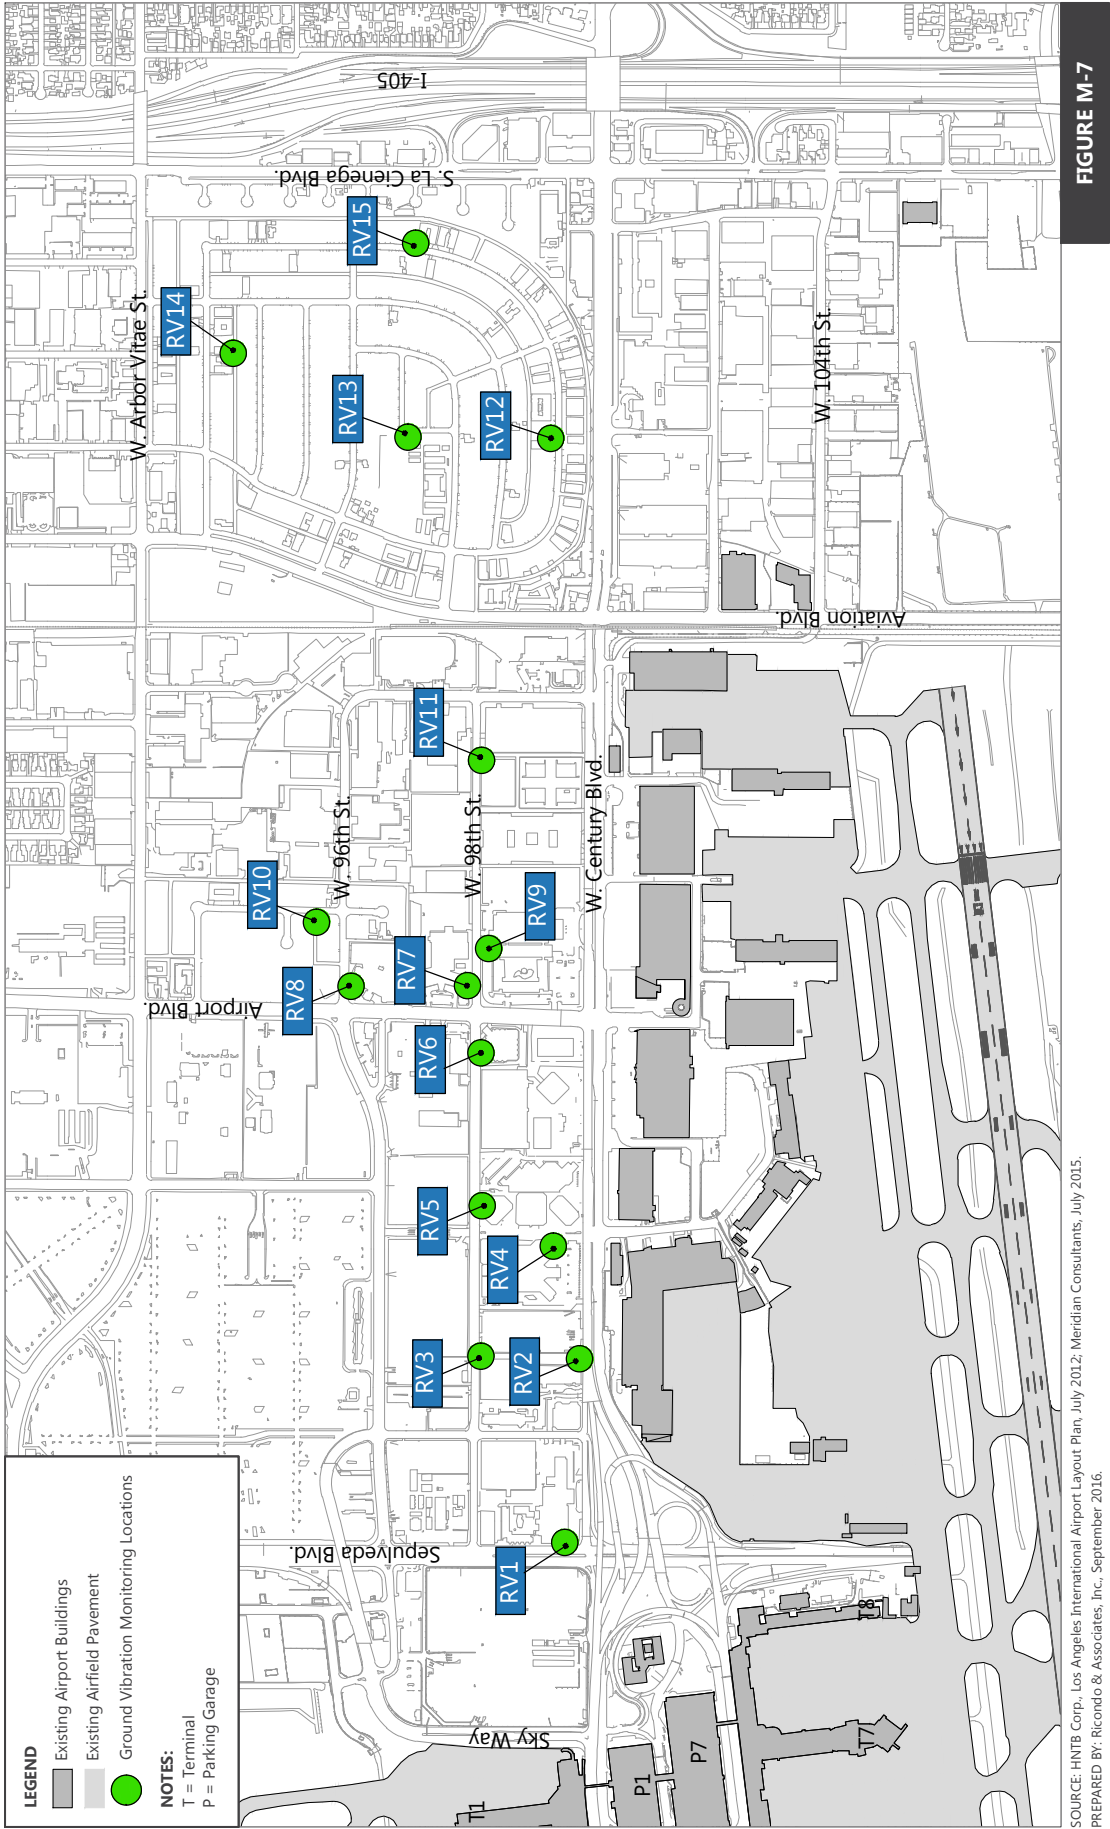 FIGURE M-7
LEGEND
Existing Airport Buildings
Existing Airfield Pavement
Ground Vibration Monitoring Locations
NOTES:
T = Terminal
P = Parking Garage
I-405
S. La Cienega Blvd.
W. Arbor Vitae St.
W. 104th St.
Aviation Blvd.
W. 96th St.
W. 98th St.
W. Century Blvd.
Airport Blvd.
Sepulveda Blvd.
Sky Way
RV1
RV2
RV3
RV4
RV5
RV6
RV7
RV8
RV9
RV10
RV11
RV12
RV13
RV14
RV15
T1
P1
P7
T7
T8
SOURCE: HNTB Corp., Los Angeles International Airport Layout Plan, July 2012; Meridian Consultants, July 2015.
PREPARED BY: Ricondo & Associates, Inc., September 2016.